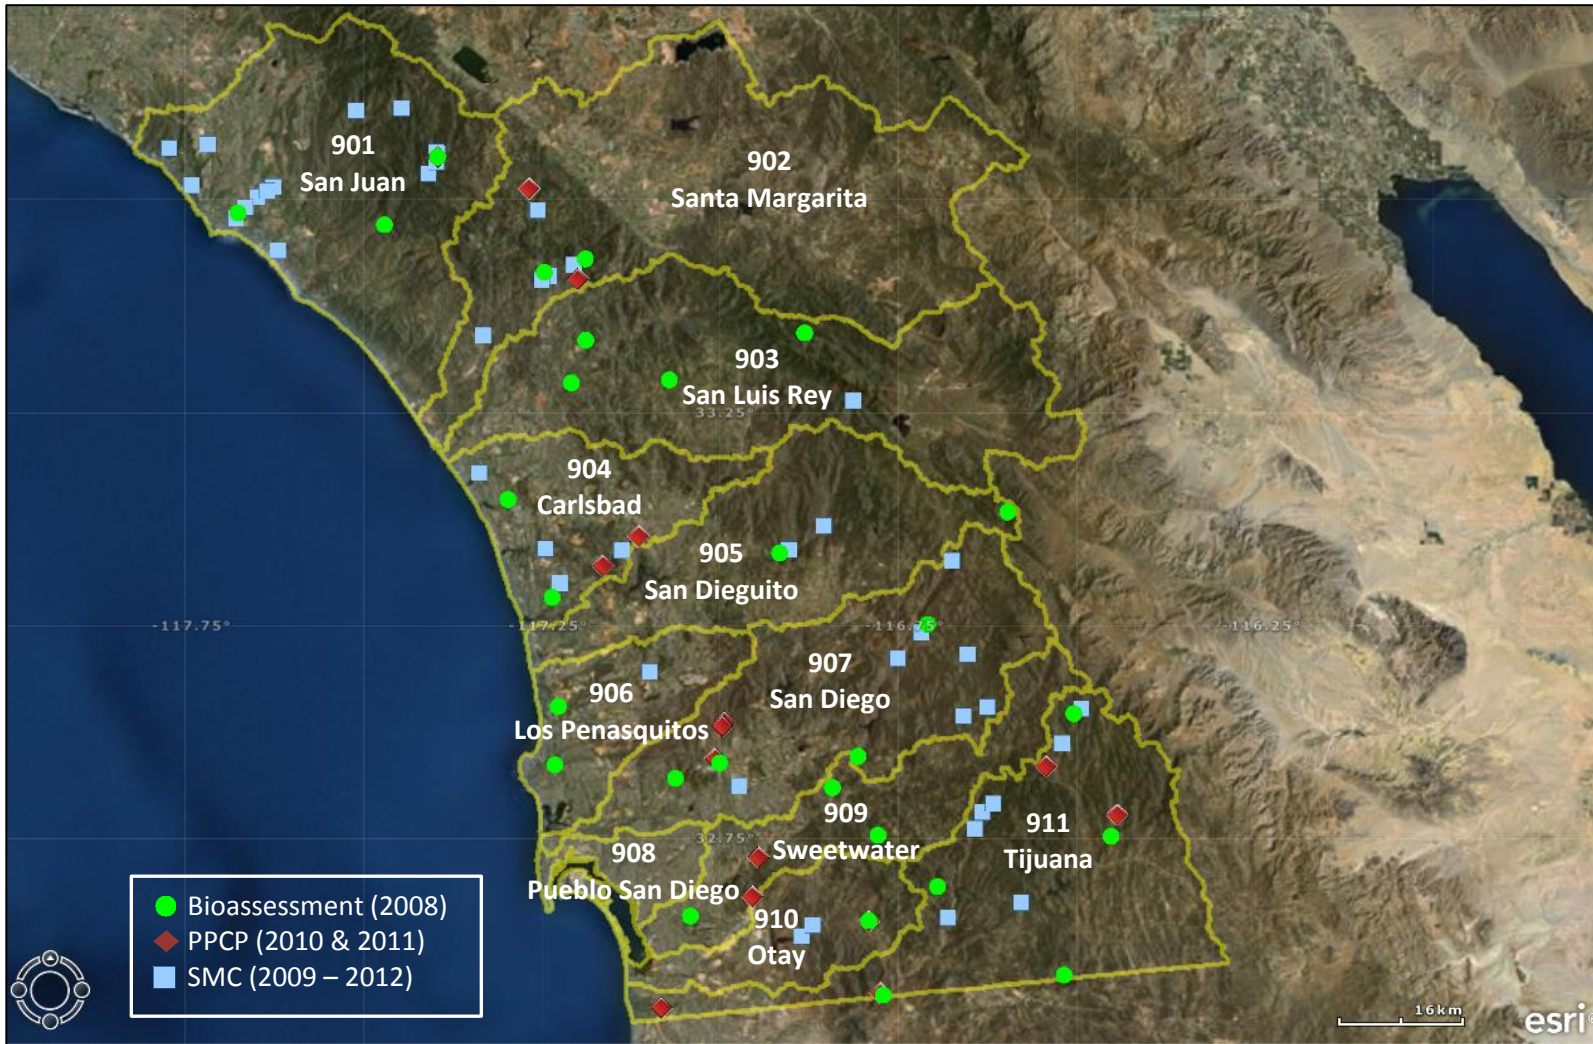 901
San Juan
902
Santa Margarita
903
San Luis Rey
33.25°
904
Carlsbad
905
San Dieguito
-117.75°
-117.25°
-116.75°
-116.25°
906
Los Penasquitos
907
San Diego
32.75°
908
Pueblo San Diego
909
Sweetwater
910
Otay
911
Tijuana
Bioassessment (2008)
PPCP (2010 & 2011)
SMC (2009 – 2012)
16km
esri